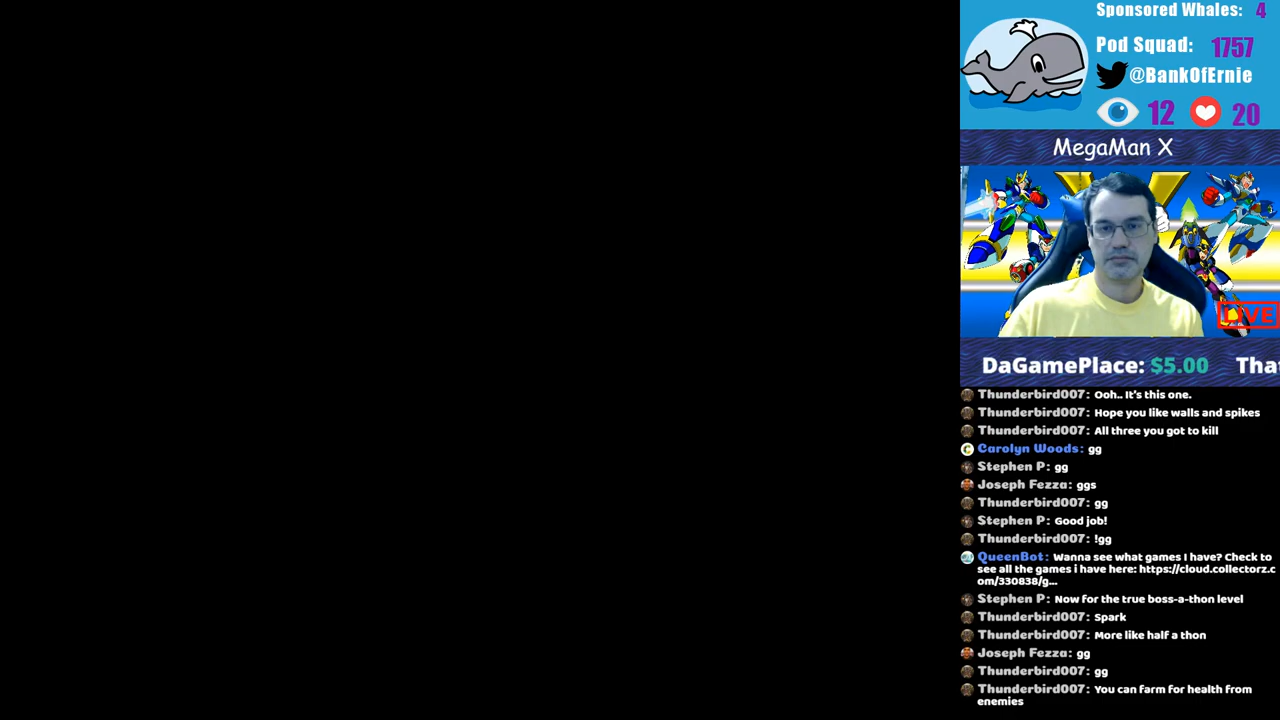 Sponsored Whales: 4
Pod Squad: 1757
@BankOfErnie
12 20
MegaMan X
LIVE
DaGamePlace: $5.00 That
Thunderbird007: Ooh.. It's this one.
Thunderbird007: Hope you like walls and spikes
Thunderbird007: All three you got to kill
Carolyn Woods: gg
Stephen P: gg
Joseph Fezza: ggs
Thunderbird007: gg
Stephen P: Good job!
Thunderbird007: !gg
QueenBot: Wanna see what games I have? Check to
see all the games i have here: https://cloud.collectorz.c
om/330838/g...
Stephen P: Now for the true boss-a-thon level
Thunderbird007: Spark
Thunderbird007: More like half a thon
Joseph Fezza: gg
Thunderbird007: gg
Thunderbird007: You can farm for health from
enemies